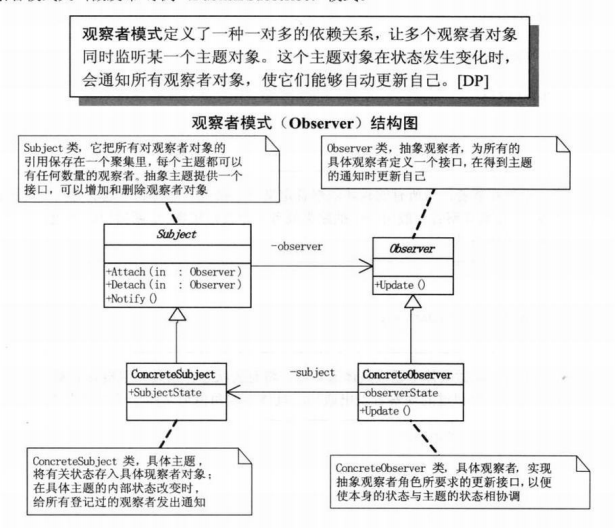 观察者模式定义了一种一对多的依赖关系，让多个观察者对象
同时监听某一个主题对象。这个主题对象在状态发生变化时，
会通知所有观察者对象，使它们能够自动更新自己。[DP]
观察者模式（Observer）结构图
Subject 类，它把所有对观察者对象的
引用保存在一个聚集里，每个主题都可以
有任何数量的观察者。抽象主题提供一个
接口，可以增加和删除观察者对象
Observer 类，抽象观察者，为所有的
具体观察者定义一个接口，在得到主题
的通知时更新自己
Subject
+Attach(in : Observer)
+Detach(in : Observer)
+Notify()
-observer
Observer
+Update()
ConcreteSubject
+SubjectState
-subject
ConcreteObserver
-observerState
+Update()
ConcreteSubject 类，具体主题，
将有关状态存入具体现察者对象；
在具体主题的内部状态改变时，
给所有登记过的观察者发出通知
ConcreteObserver 类，具体观察者，实现
抽象观察者角色所要求的更新接口，以便
使本身的状态与主题的状态相协调